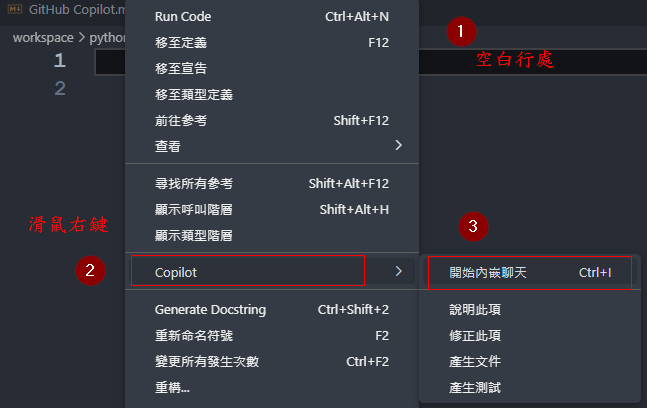 GitHub Copilot.m
workspace > python
1
2
Run Code Ctrl+Alt+N
移至定義 F12
移至宣告
移至類型定義
前往參考 Shift+F12
查看
尋找所有參考 Shift+Alt+F12
顯示呼叫階層 Shift+Alt+H
顯示類型階層
Copilot
Generate Docstring Ctrl+Shift+2
重新命名符號 F2
變更所有發生次數 Ctrl+F2
重構...
1
空白行處
滑鼠右鍵
2
3
開始內嵌聊天 Ctrl+I
說明此項
修正此項
產生文件
產生測試